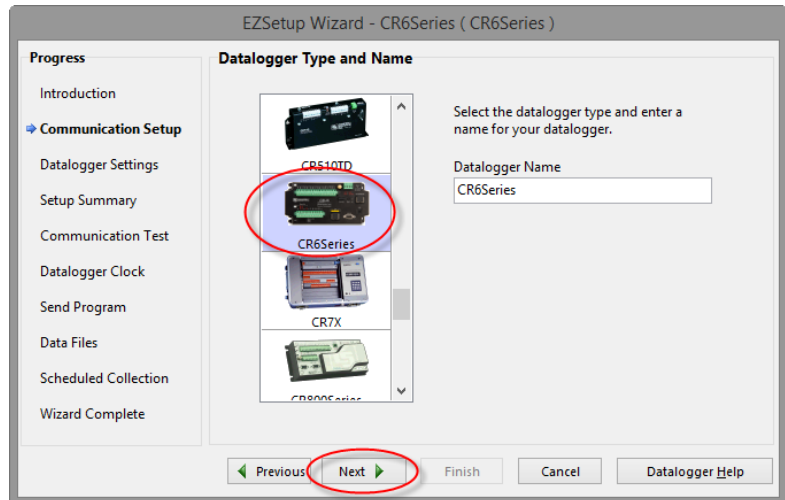 EZSetup Wizard - CR6Series ( CR6Series )
Progress
Introduction
Communication Setup
Datalogger Settings
Setup Summary
Communication Test
Datalogger Clock
Send Program
Data Files
Scheduled Collection
Wizard Complete
Datalogger Type and Name
CR510TD
CR6Series
CR7X
CR800Series
Select the datalogger type and enter a
name for your datalogger.
Datalogger Name
CR6Series
Previous
Next
Finish
Cancel
Datalogger Help